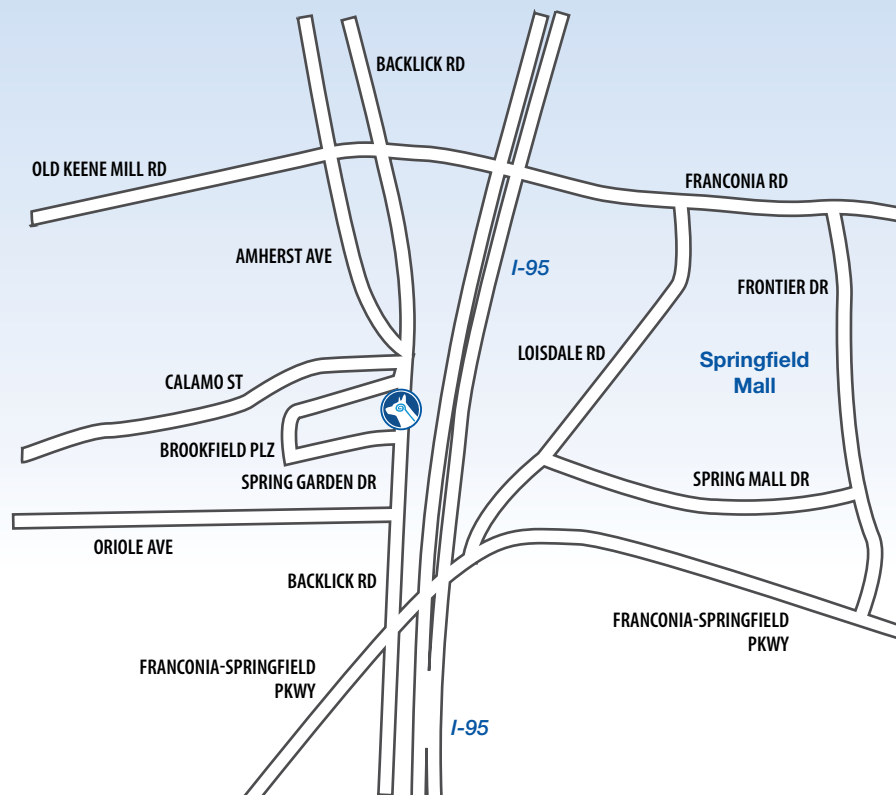 BACKLICK RD
OLD KEENE MILL RD
FRANCONIA RD
AMHERST AVE
I-95
FRONTIER DR
LOISDALE RD
Springfield
Mall
CALAMO ST
BROOKFIELD PLZ
SPRING GARDEN DR
SPRING MALL DR
ORIOLE AVE
BACKLICK RD
FRANCONIA-SPRINGFIELD
PKWY
FRANCONIA-SPRINGFIELD
PKWY
I-95